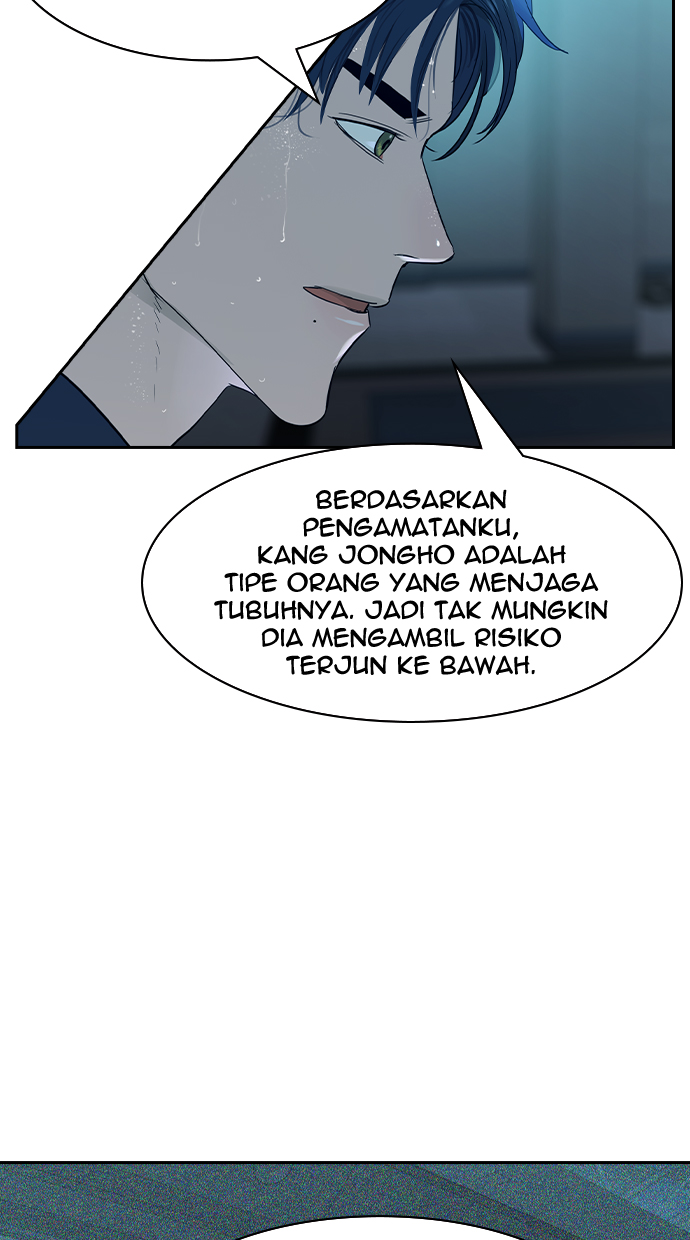 BERDASARKAN
PENGAMATANKU,
KANG JONGHO ADALAH
TIPE ORANG YANG MENJAGA
TUBUHNYA. JADI TAK MUNGKIN
DIA MENGAMBIL RISIKO
TERJUN KE BAWAH.